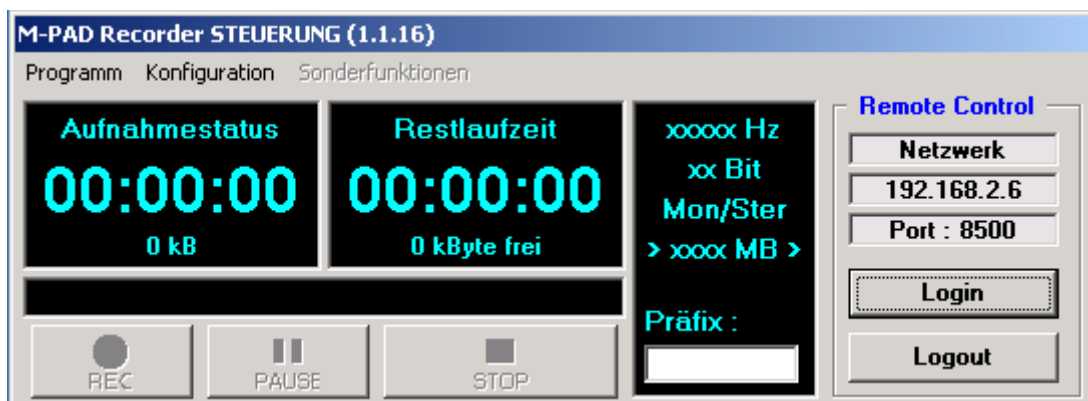 M-PAD Recorder STEUERUNG (1.1.16)
Programm Konfiguration Sonderfunktionen
Aufnahmestatus
00:00:00
0 kB
Restlaufzeit
00:00:00
0 kByte frei
xxxxx Hz
xx Bit
Mon/Ster
> xxxx MB >
Präfix :
Remote Control
Netzwerk
192.168.2.6
Port : 8500
Login
Logout
REC
PAUSE
STOP